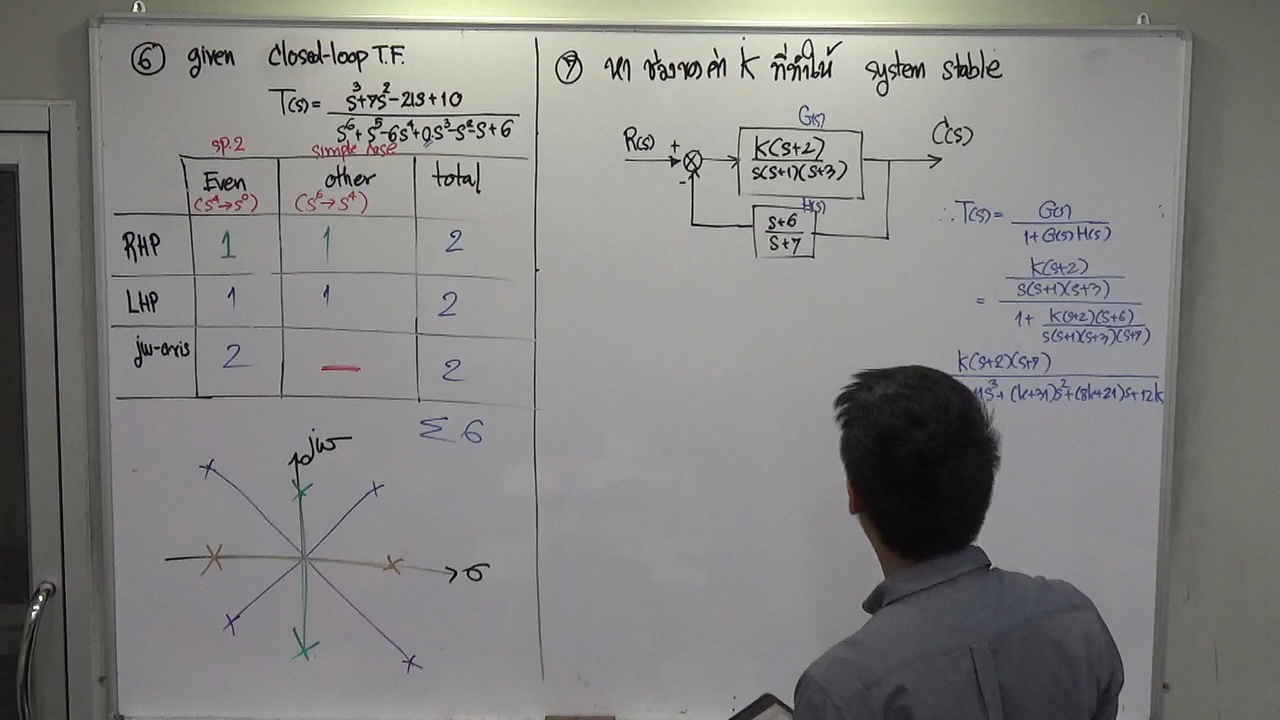 ⑥ given Closed-loop T.F.
T(s) = s³+7s²-21s+10
s⁶+s⁵-6s⁴+0s³-s²-s+6
sp.2 simple case
Even other total
(s⁴→s⁰) (s⁶→s⁴)
RHP 1 1 2
LHP 1 1 2
jw-axis 2 — 2
Σ 6
jw
σ
⑦ หา ช่วงของค่า K ที่ทำให้ system stable
G(s)
R(s) + K(s+2) C(s)
s(s+1)(s+3)
-
H(s)
s+6
s+7
∴T(s) = G(s)
1+G(s)H(s)
= K(s+2)
s(s+1)(s+3)
1+ K(s+2)(s+6)
s(s+1)(s+3)(s+7)
K(s+2)(s+7)
11s³+(K+31)s²+(8K+21)s+12K